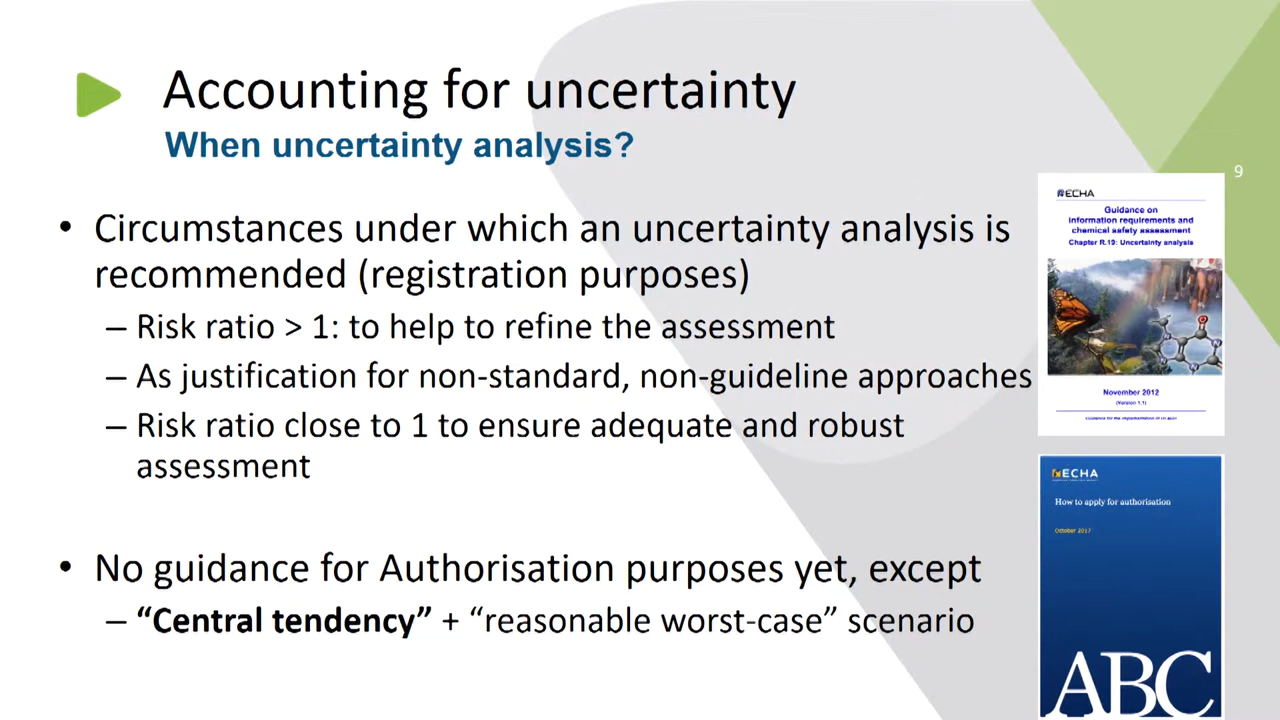 Accounting for uncertainty
When uncertainty analysis?
9
• Circumstances under which an uncertainty analysis is
recommended (registration purposes)
– Risk ratio > 1: to help to refine the assessment
– As justification for non-standard, non-guideline approaches
– Risk ratio close to 1 to ensure adequate and robust
assessment
• No guidance for Authorisation purposes yet, except
– “Central tendency” + “reasonable worst-case” scenario
ECHA
Guidance on
information requirements and
chemical safety assessment
Chapter R.19: Uncertainty analysis
November 2012
(Version 1.1)
ECHA
How to apply for authorisation
October 2017
ABC